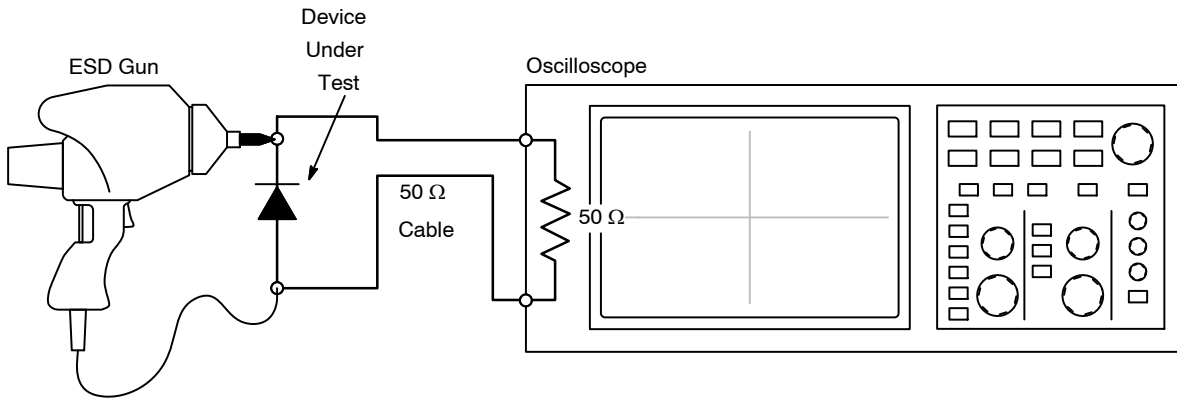 Device
Under
Test
ESD Gun
Oscilloscope
50 Ω
Cable
50 Ω